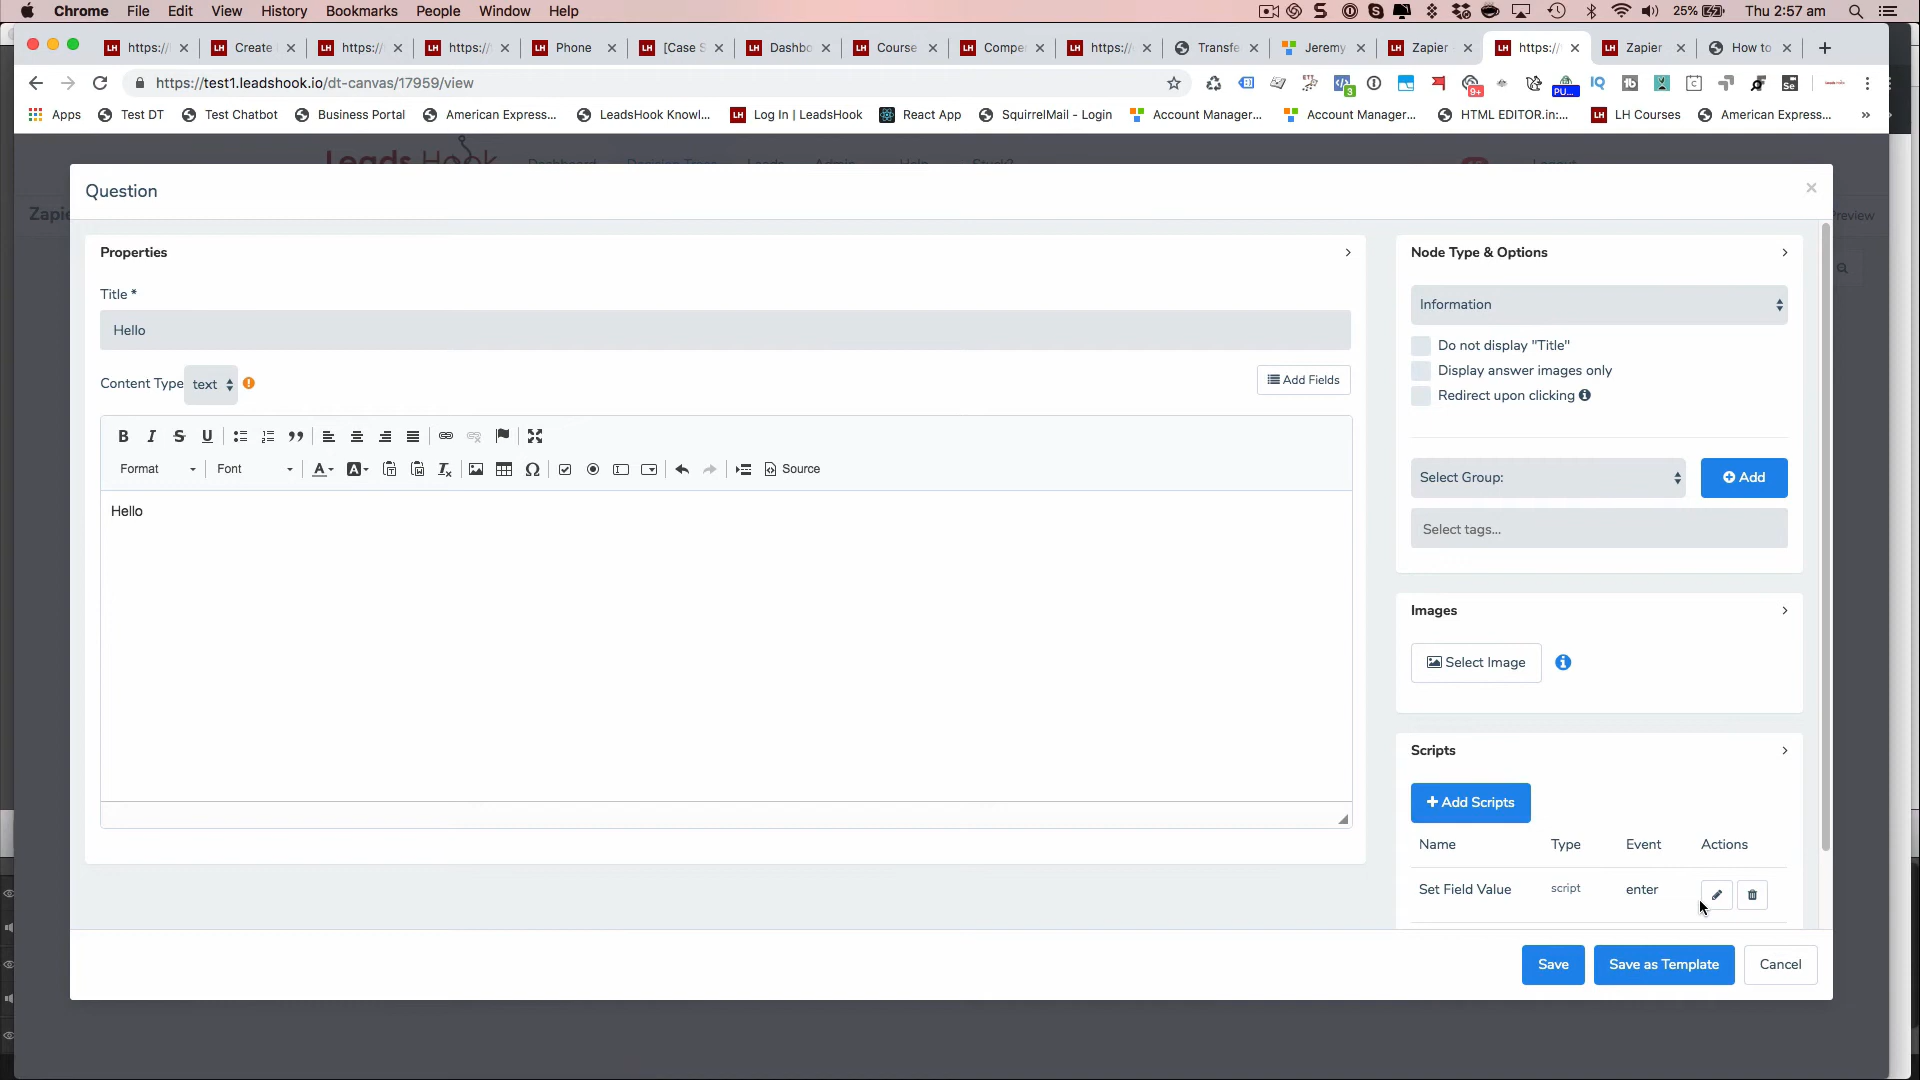 Chrome File Edit View History Bookmarks People Window Help 25% Thu 2:57 am
https:// Create https:// https:// Phone [Case S Dashbo Course Compe https:// Transfe Jeremy Zapier https:// Zapier How to
https://test1.leadshook.io/dt-canvas/17959/view
Apps Test DT Test Chatbot Business Portal American Express... LeadsHook Knowl... Log In | LeadsHook React App SquirrelMail - Login Account Manager... Account Manager... HTML EDITOR.in:... LH Courses American Express... »
Question ×
Zapie
Preview
Properties
Title *
Hello
Content Type text
Add Fields
Format Font Source
Hello
Node Type & Options
Information
Do not display "Title"
Display answer images only
Redirect upon clicking
Select Group: Add
Select tags...
Images
Select Image
Scripts
+ Add Scripts
Name Type Event Actions
Set Field Value script enter
Save Save as Template Cancel